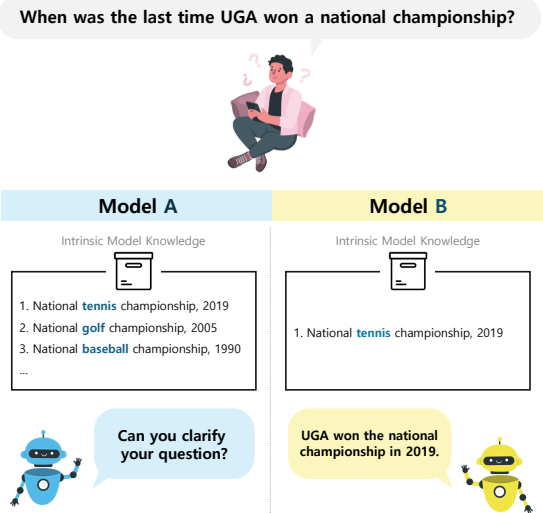 When was the last time UGA won a national championship?
? ? ?
Model A
Model B
Intrinsic Model Knowledge
1. National tennis championship, 2019
2. National golf championship, 2005
3. National baseball championship, 1990
...
Intrinsic Model Knowledge
1. National tennis championship, 2019
Can you clarify
your question?
UGA won the national
championship in 2019.